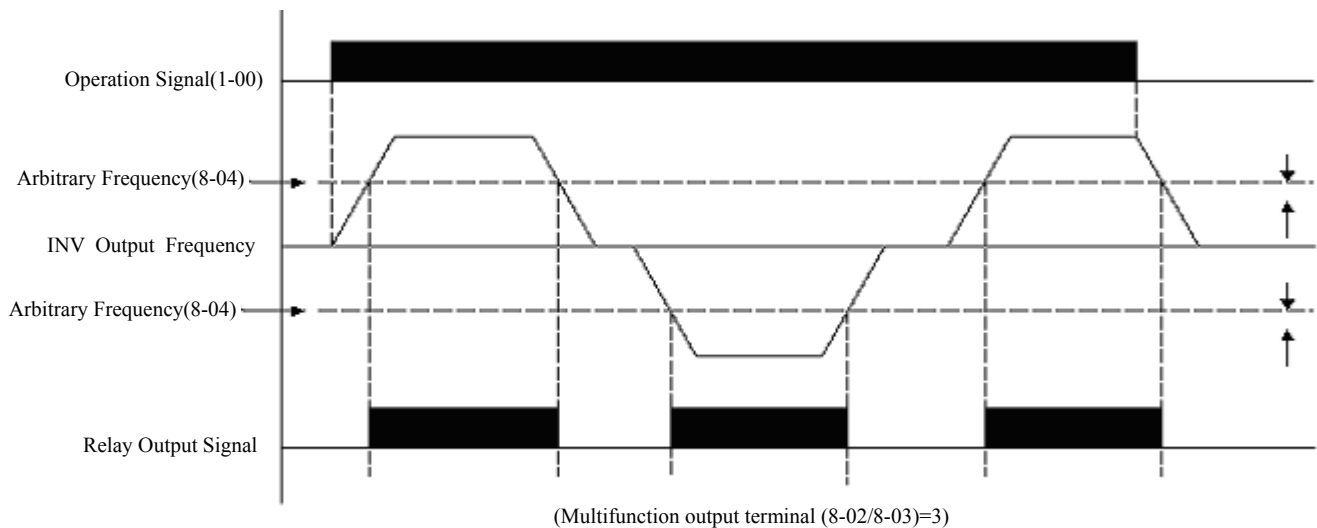 Operation Signal(1-00)
Arbitrary Frequency(8-04)
INV Output Frequency
Arbitrary Frequency(8-04)
Relay Output Signal
(Multifunction output terminal (8-02/8-03)=3)